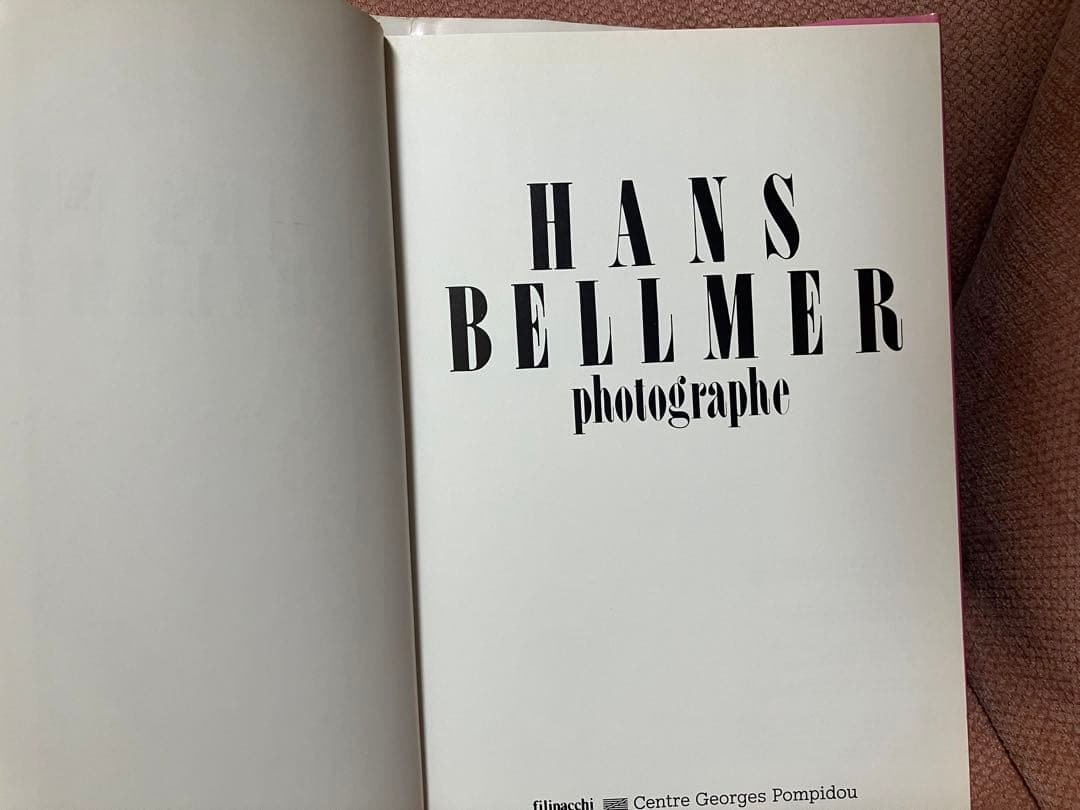 HANS
BELLMER
photographe
filipacchi Centre Georges Pompidou